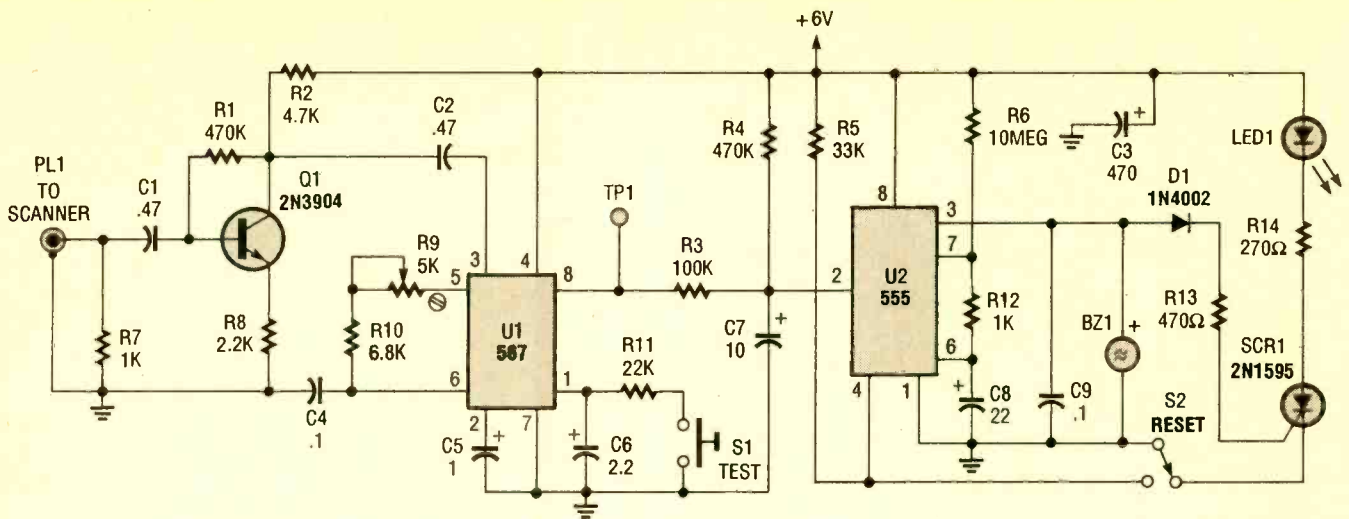 +6V
R2
4.7K
R1
470K
C2
.47
R4
470K
R5
33K
R6
10MEG
C3
470
+
LED1
PL1
TO
SCANNER
C1
.47
Q1
2N3904
TP1
D1
1N4002
R9
5K
R3
100K
R14
270Ω
R7
1K
R8
2.2K
R10
6.8K
3
4
5
8
U1
567
6
1
2
7
R11
22K
C7
10
+
8
3
7
2
U2
555
6
4
1
R12
1K
R13
470Ω
BZ1
+
SCR1
2N1595
C4
.1
C5
1
+
C6
2.2
+
S1
TEST
C8
22
+
C9
.1
S2
RESET